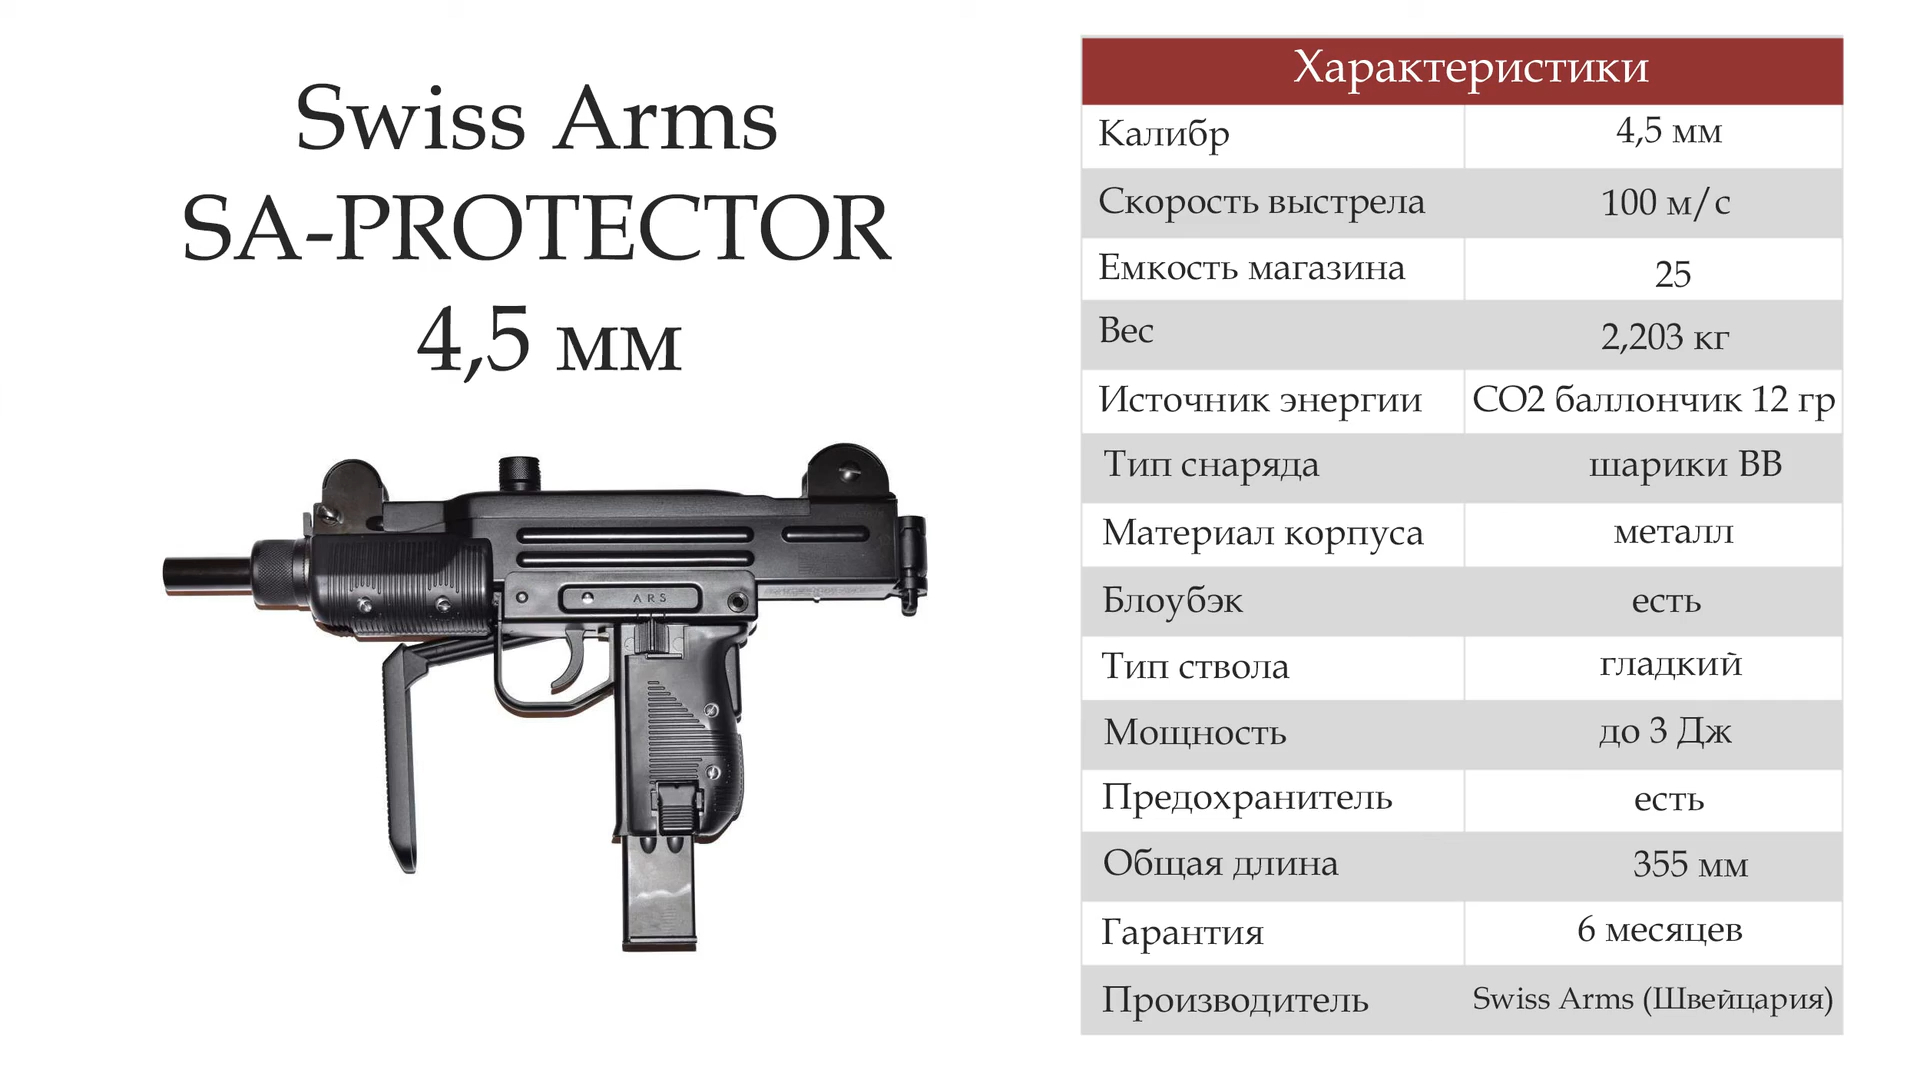 Swiss Arms
SA-PROTECTOR
4,5 мм
ARS
Характеристики
Калибр 4,5 мм
Скорость выстрела 100 м/с
Емкость магазина 25
Вес 2,203 кг
Источник энергии СО2 баллончик 12 гр
Тип снаряда шарики ВВ
Материал корпуса металл
Блоубэк есть
Тип ствола гладкий
Мощность до 3 Дж
Предохранитель есть
Общая длина 355 мм
Гарантия 6 месяцев
Производитель Swiss Arms (Швейцария)